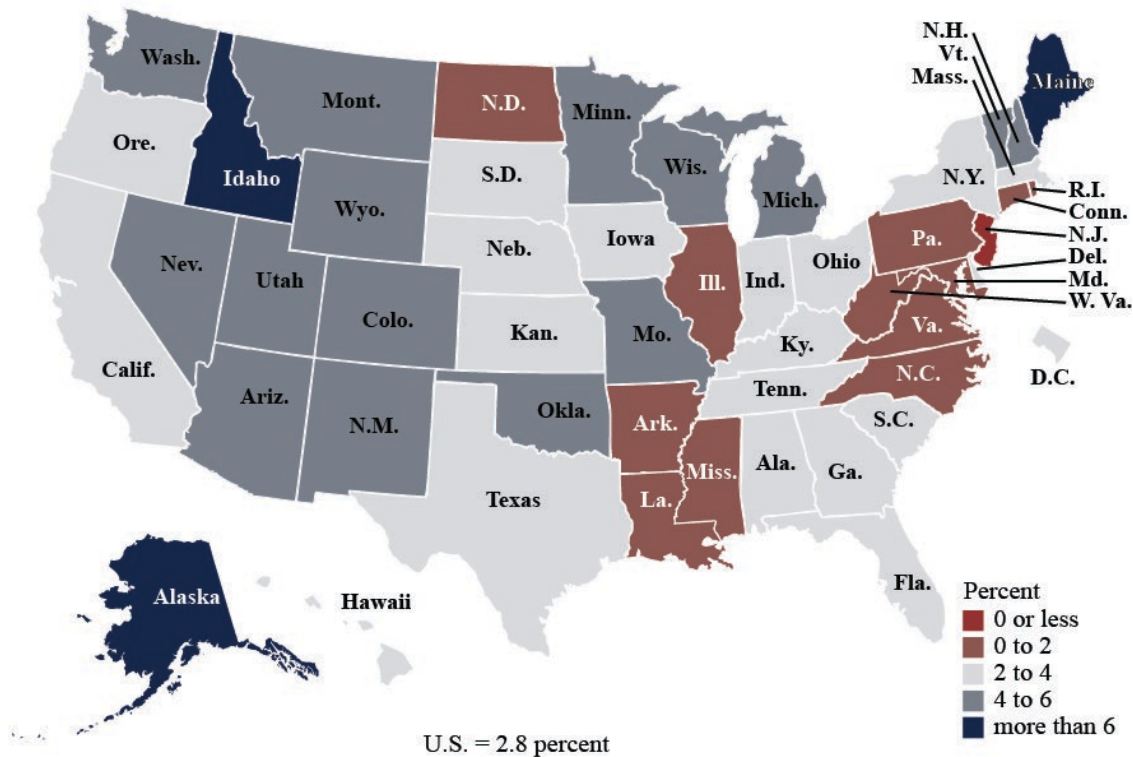 N.H.
Vt.
Mass.
Wash.
Mont.
N.D.
Minn.
Maine
Ore.
Idaho
Wyo.
S.D.
Wis.
Mich.
N.Y.
R.I.
Conn.
N.J.
Del.
Md.
W. Va.
Nev.
Utah
Colo.
Neb.
Iowa
Ill.
Ind.
Ohio
Pa.
Calif.
Kan.
Mo.
Ky.
Va.
D.C.
Ariz.
N.M.
Okla.
Ark.
Tenn.
N.C.
S.C.
Texas
La.
Miss.
Ala.
Ga.
Fla.
Alaska
Hawaii
Percent
0 or less
0 to 2
2 to 4
4 to 6
more than 6
U.S. = 2.8 percent